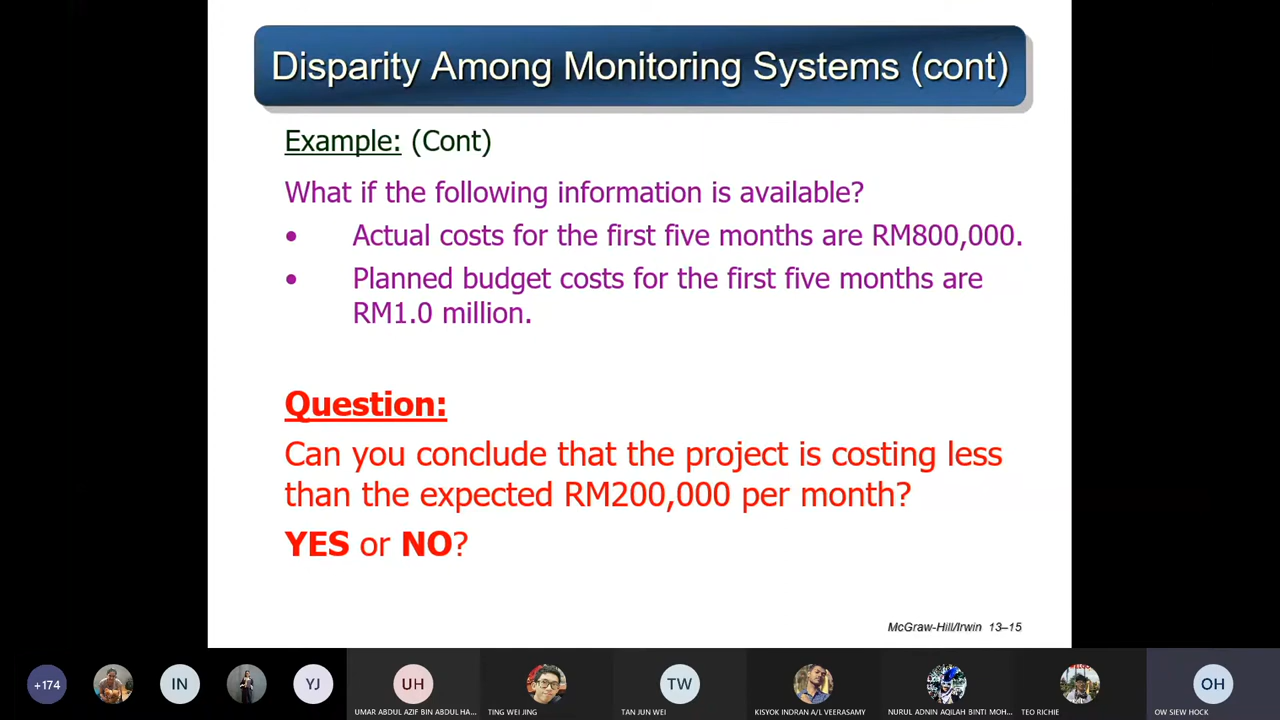 Disparity Among Monitoring Systems (cont)
Example: (Cont)
What if the following information is available?
• Actual costs for the first five months are RM800,000.
• Planned budget costs for the first five months are
RM1.0 million.
Question:
Can you conclude that the project is costing less
than the expected RM200,000 per month?
YES or NO?
McGraw-Hill/Irwin 13–15
+174
IN
YJ
UH
TW
OH
UMAR ABDUL AZIF BIN ABDUL HA...
TING WEI JING
TAN JUN WEI
KISYOK INDRAN A/L VEERASAMY
NURUL ADNIN AQILAH BINTI MOH...
TEO RICHIE
OW SIEW HOCK